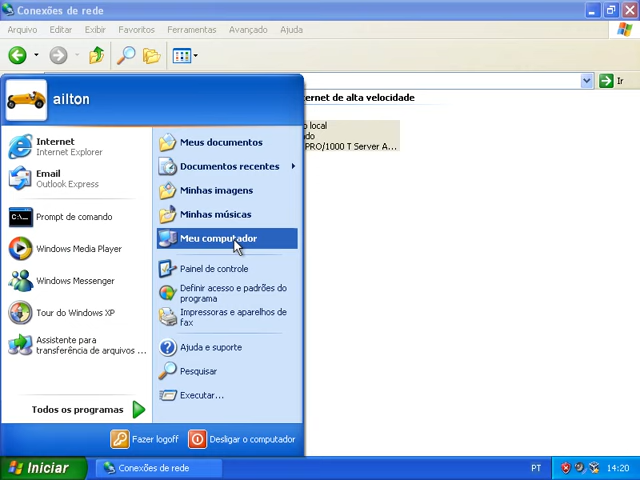 Conexões de rede
Arquivo Editar Exibir Favoritos Ferramentas Avançado Ajuda
Ir
ailton
ternet de alta velocidade
o local
do
PRO/1000 T Server A...
Internet
Internet Explorer
Email
Outlook Express
Prompt de comando
Windows Media Player
Windows Messenger
Tour do Windows XP
Assistente para
transferência de arquivos ...
Todos os programas
Meus documentos
Documentos recentes
Minhas imagens
Minhas músicas
Meu computador
Painel de controle
Definir acesso e padrões do
programa
Impressoras e aparelhos de
fax
Ajuda e suporte
Pesquisar
Executar...
Fazer logoff Desligar o computador
Iniciar Conexões de rede PT 14:20